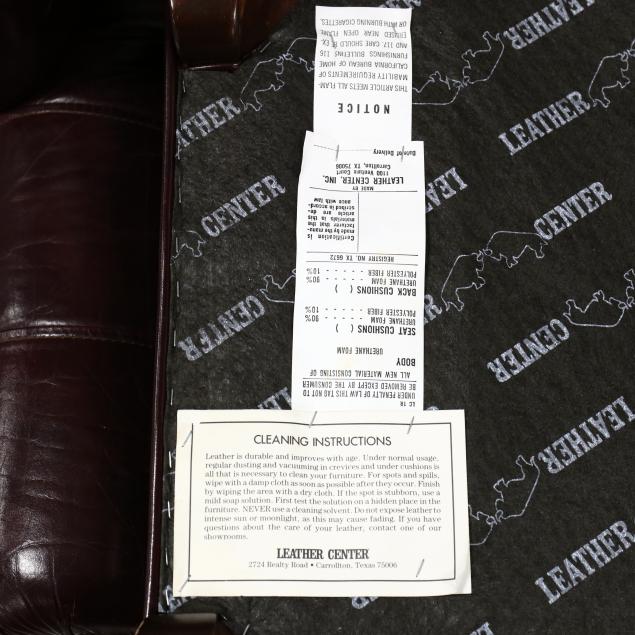 NOTICE
THIS ARTICLE MEETS ALL FLAM-
MABILITY REQUIREMENTS OF
CALIFORNIA BUREAU OF HOME
FURNISHINGS BULLETINS 116
AND 117. CARE SHOULD BE EX-
ERCISED NEAR OPEN FLAME
OR WITH BURNING CIGARETTES.
LC 1R
UNDER PENALTY OF LAW THIS TAG NOT TO
BE REMOVED EXCEPT BY THE CONSUMER
ALL NEW MATERIAL CONSISTING OF
BODY
URETHANE FOAM
SEAT CUSHIONS ( )
URETHANE FOAM - - - - - 90%
POLYESTER FIBER - - - - - 10%
BACK CUSHIONS ( )
URETHANE FOAM - - - - - 90%
POLYESTER FIBER - - - - - 10%
REGISTRY NO. TX 6672
Certification is
made by the manu-
facturer that the
materials in this
article are de-
scribed in accord-
ance with law
MADE BY
LEATHER CENTER, INC.
1100 Venture Court
Carrollton, TX 75006
Date of Delivery
CLEANING INSTRUCTIONS
Leather is durable and improves with age. Under normal usage,
regular dusting and vacuuming in crevices and under cushions is
all that is necessary to clean your furniture. For spots and spills,
wipe with a damp cloth as soon as possible after they occur. Finish
by wiping the area with a dry cloth. If the spot is stubborn, use a
mild soap solution. First test the solution on a hidden place in the
furniture. NEVER use a cleaning solvent. Do not expose leather to
intense sun or moonlight, as this may cause fading. If you have
questions about the care of your leather, contact one of our
showrooms.
LEATHER CENTER
2724 Realty Road • Carrollton, Texas 75006
LEATHER
CENTER
LEATHER
CENTER
LEATHER
CENTER
LEATHER
CENTER
CENTER
LEATHER
LEATHER